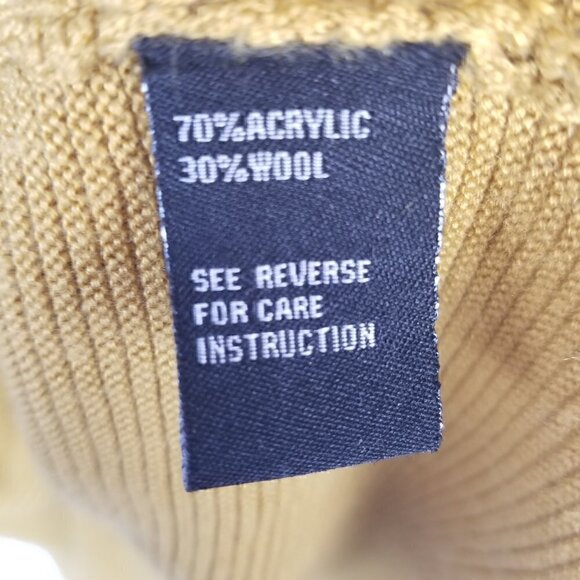 70%ACRYLIC
30%WOOL
SEE REVERSE
FOR CARE
INSTRUCTION